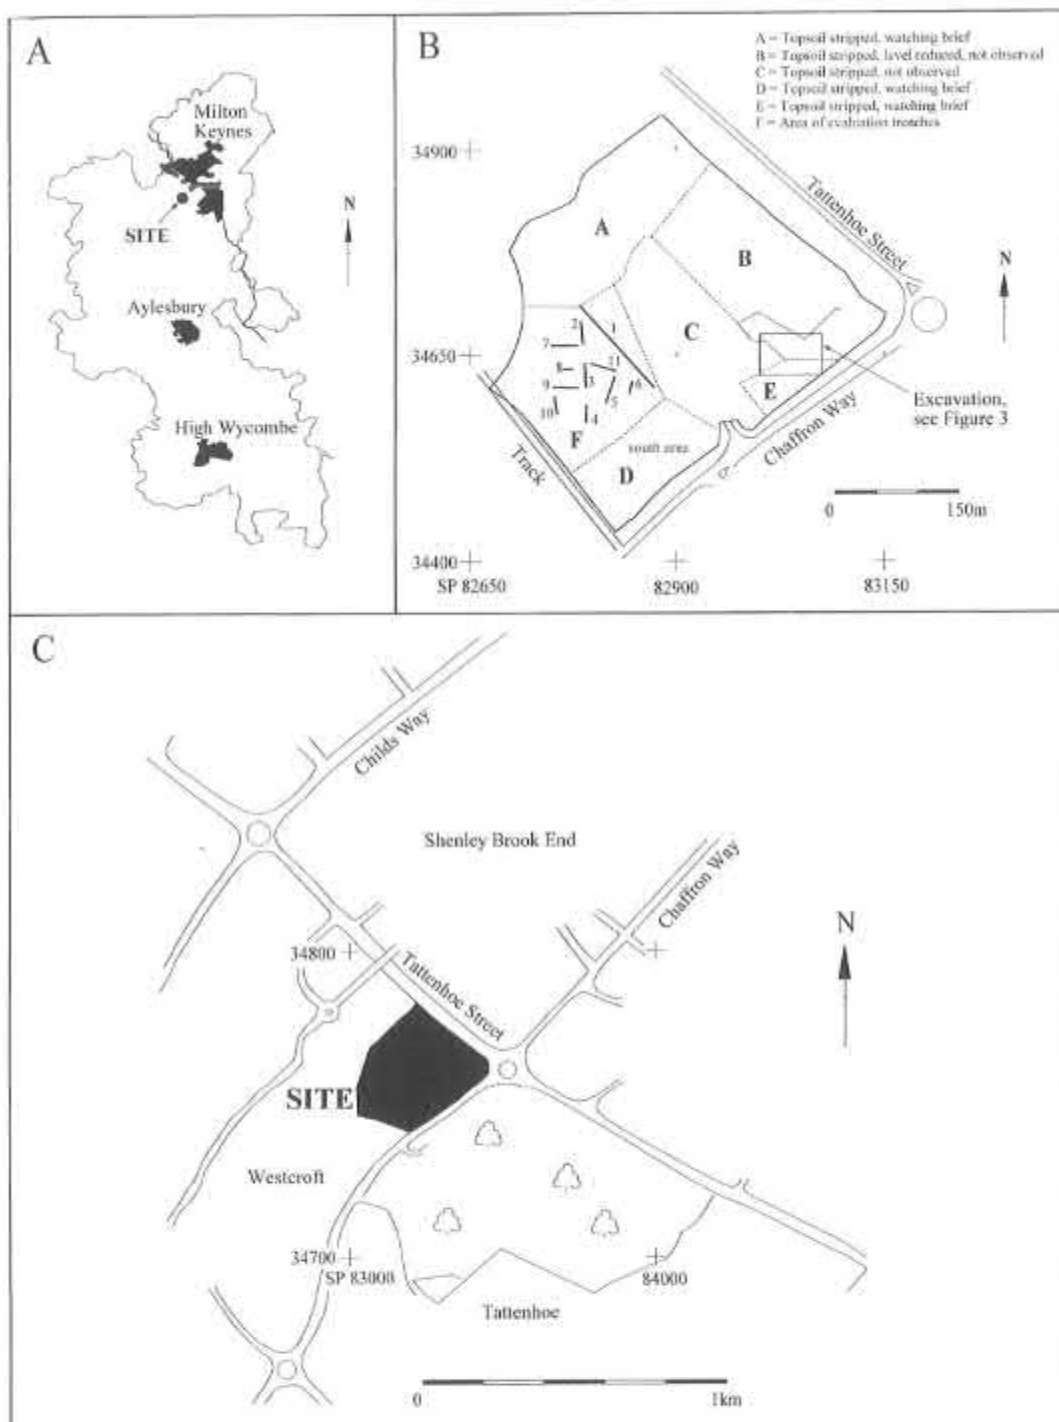 A
Milton
Keynes
SITE
N
Aylesbury
High Wycombe
B
A = Topsoil stripped, watching brief
B = Topsoil stripped, level reduced, not observed
C = Topsoil stripped, not observed
D = Topsoil stripped, watching brief
E = Topsoil stripped, watching brief
F = Area of evaluation trenches
34900
Tattenhoe Street
A
B
N
2
1
C
7
34650
8
11
3
9
6
E
5
10
4
Excavation,
see Figure 3
F
south area
Chaffron Way
Track
D
0
150m
34400
SP 82650
82900
83150
C
Childs Way
Shenley Brook End
Chaffron Way
N
34800
Tattenhoe Street
SITE
Westcroft
34700
SP 83000
84000
Tattenhoe
0
1km